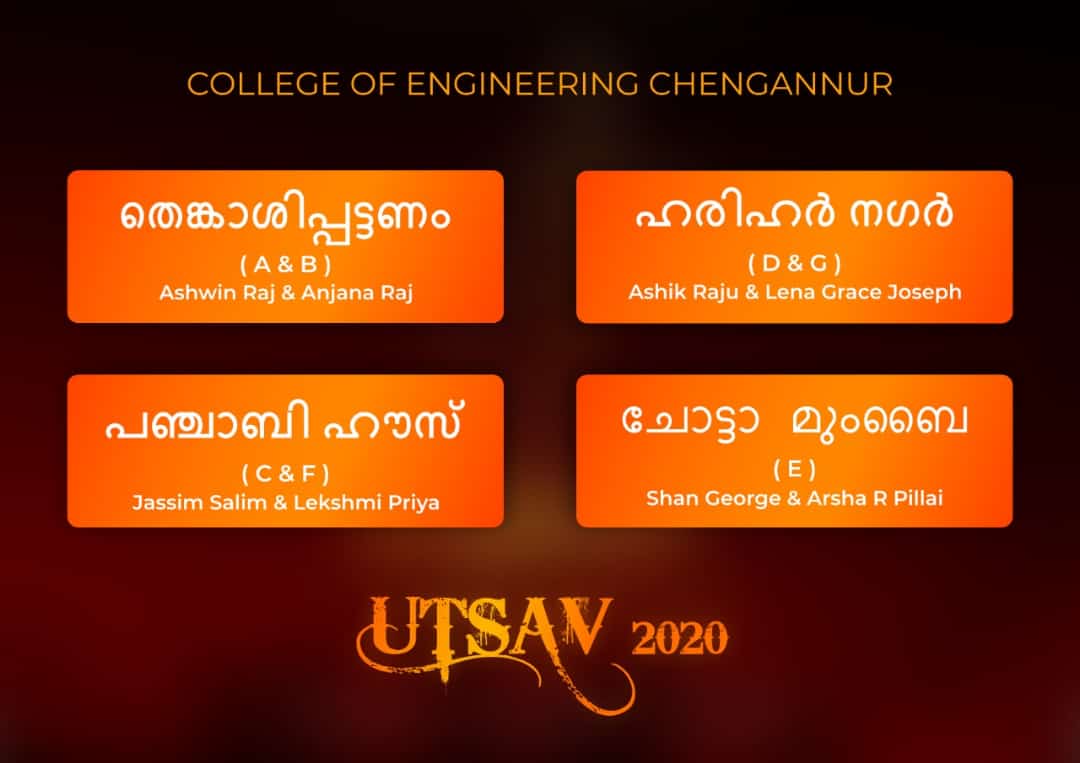 COLLEGE OF ENGINEERING CHENGANNUR
തെങ്കാശിപ്പട്ടണം
( A & B )
Ashwin Raj & Anjana Raj
ഹരിഹർ നഗർ
( D & G )
Ashik Raju & Lena Grace Joseph
പഞ്ചാബി ഹൗസ്
( C & F )
Jassim Salim & Lekshmi Priya
ചോട്ടാ മുംബൈ
( E )
Shan George & Arsha R Pillai
UTSAV 2020